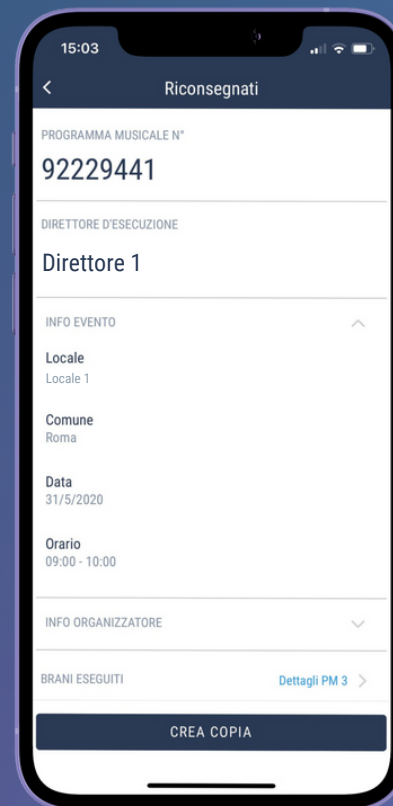 15:03
Riconsegnati
PROGRAMMA MUSICALE N°
92229441
DIRETTORE D'ESECUZIONE
Direttore 1
INFO EVENTO
Locale
Locale 1
Comune
Roma
Data
31/5/2020
Orario
09:00 - 10:00
INFO ORGANIZZATORE
BRANI ESEGUITI Dettagli PM 3
CREA COPIA